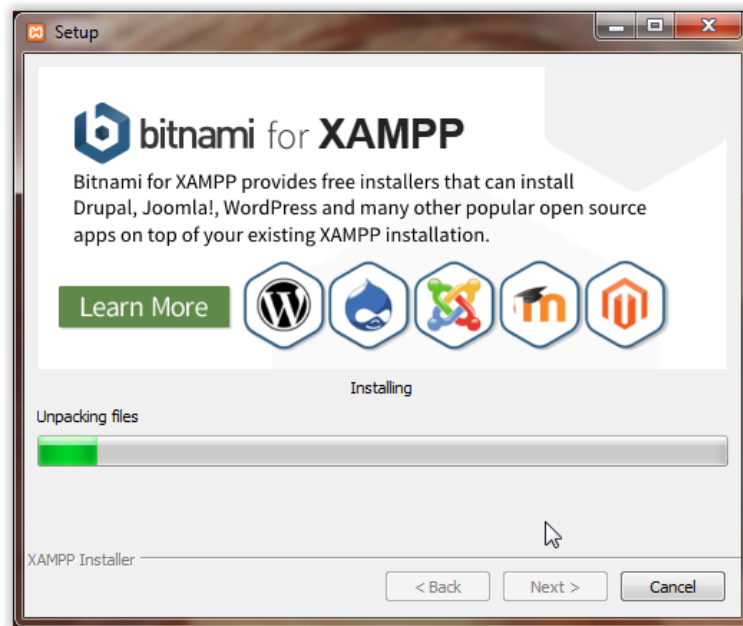 Setup
bitnami for XAMPP
Bitnami for XAMPP provides free installers that can install
Drupal, Joomla!, WordPress and many other popular open source
apps on top of your existing XAMPP installation.
Learn More
Installing
Unpacking files
XAMPP Installer
< Back Next > Cancel